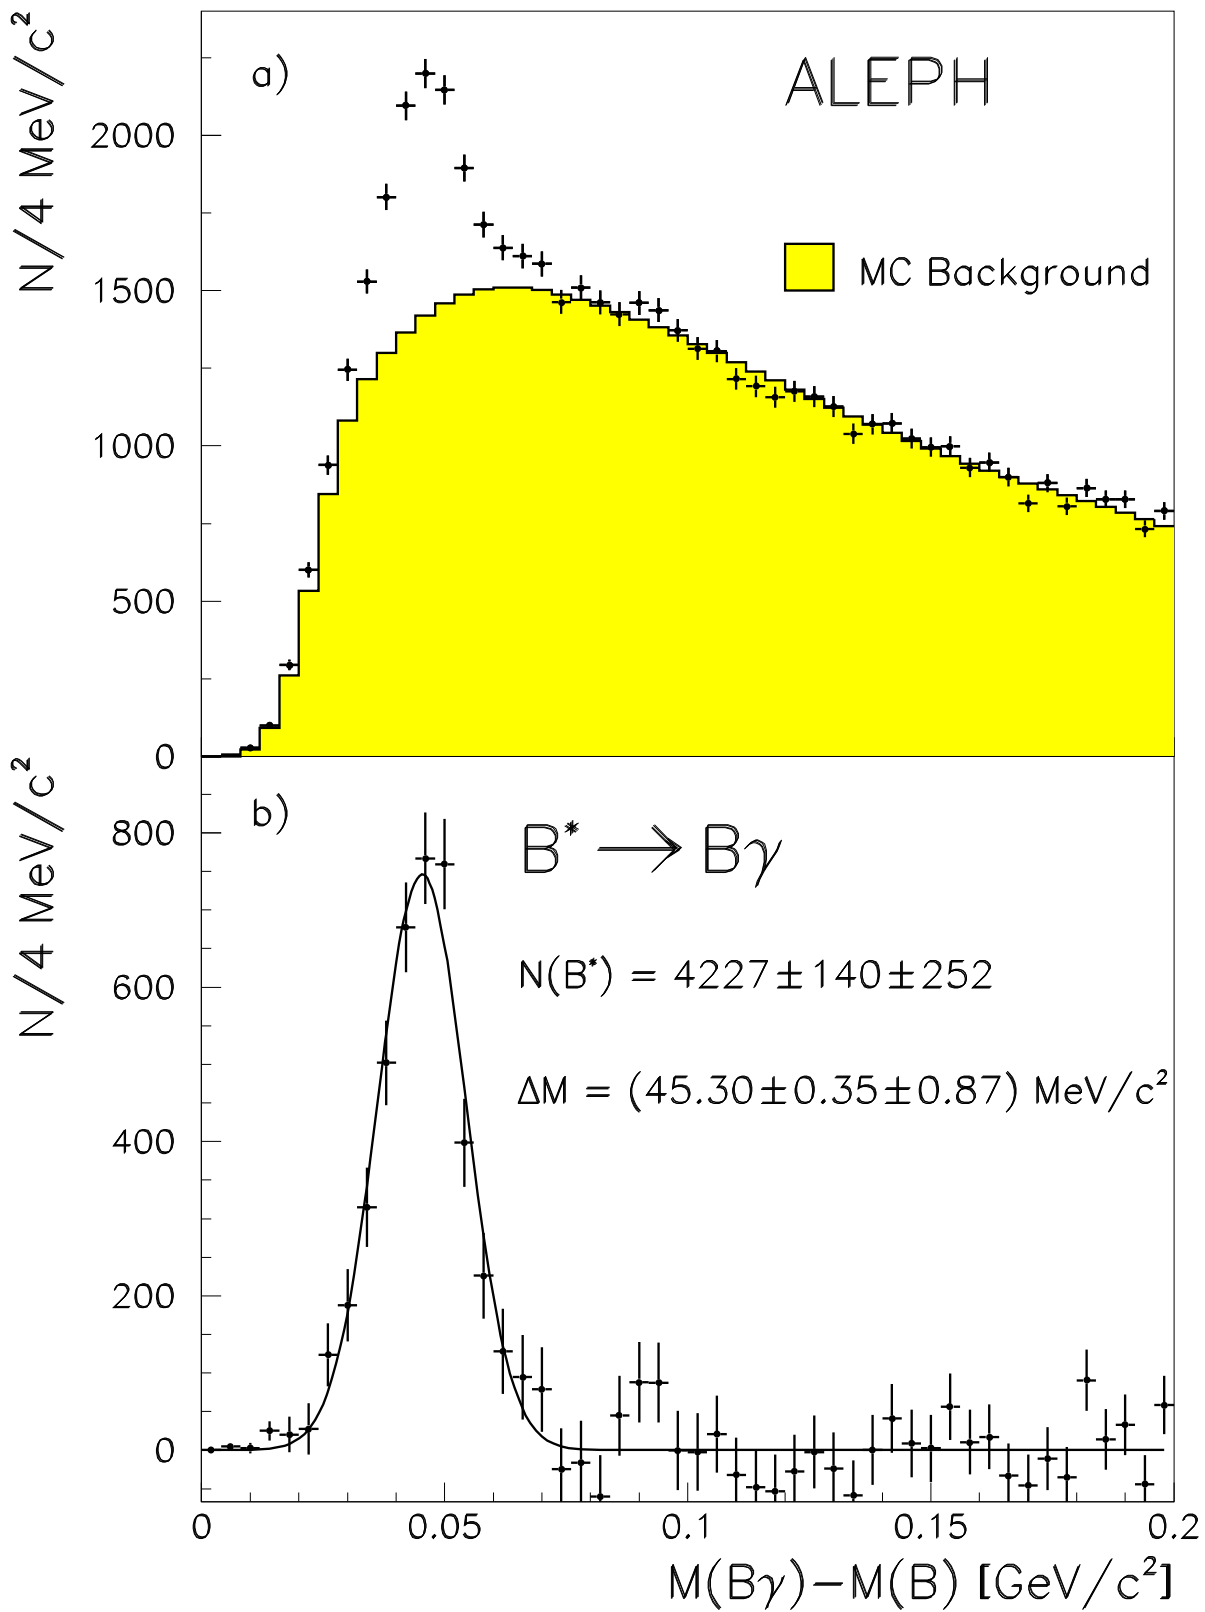 N/4 MeV/c²
a)
ALEPH
MC Background
2000
1500
1000
500
0
N/4 MeV/c²
b)
B* → Bγ
N(B*) = 4227±140±252
ΔM = (45.30±0.35±0.87) MeV/c²
800
600
400
200
0
0 0.05 0.1 0.15 0.2
M(Bγ)−M(B) [GeV/c²]